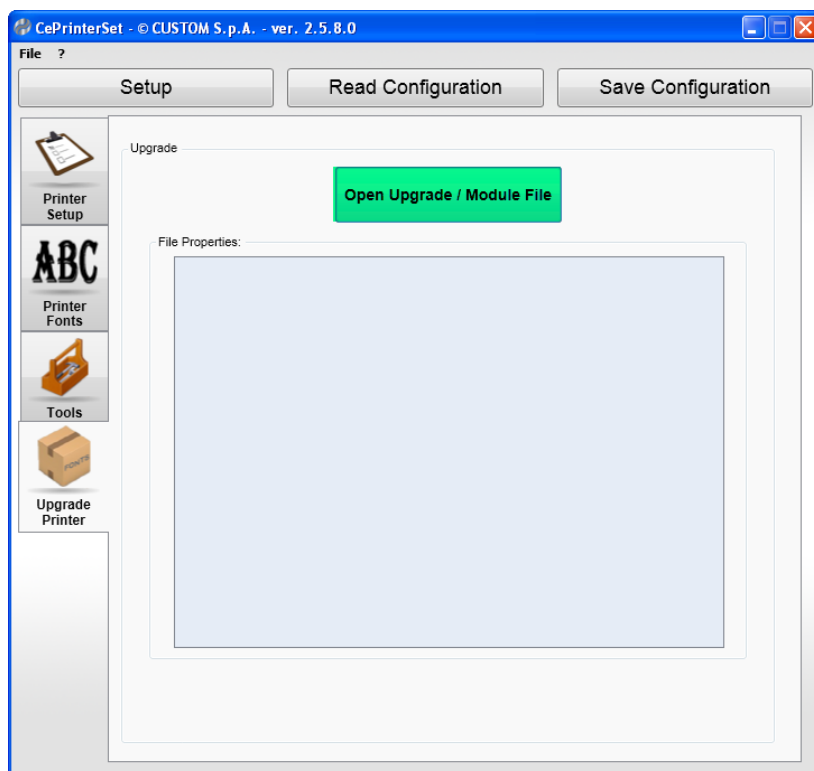 CePrinterSet - © CUSTOM S.p.A. - ver. 2.5.8.0
File ?
Setup Read Configuration Save Configuration
Printer
Setup
ABC
Printer
Fonts
Tools
FONTS
Upgrade
Printer
Upgrade
Open Upgrade / Module File
File Properties: